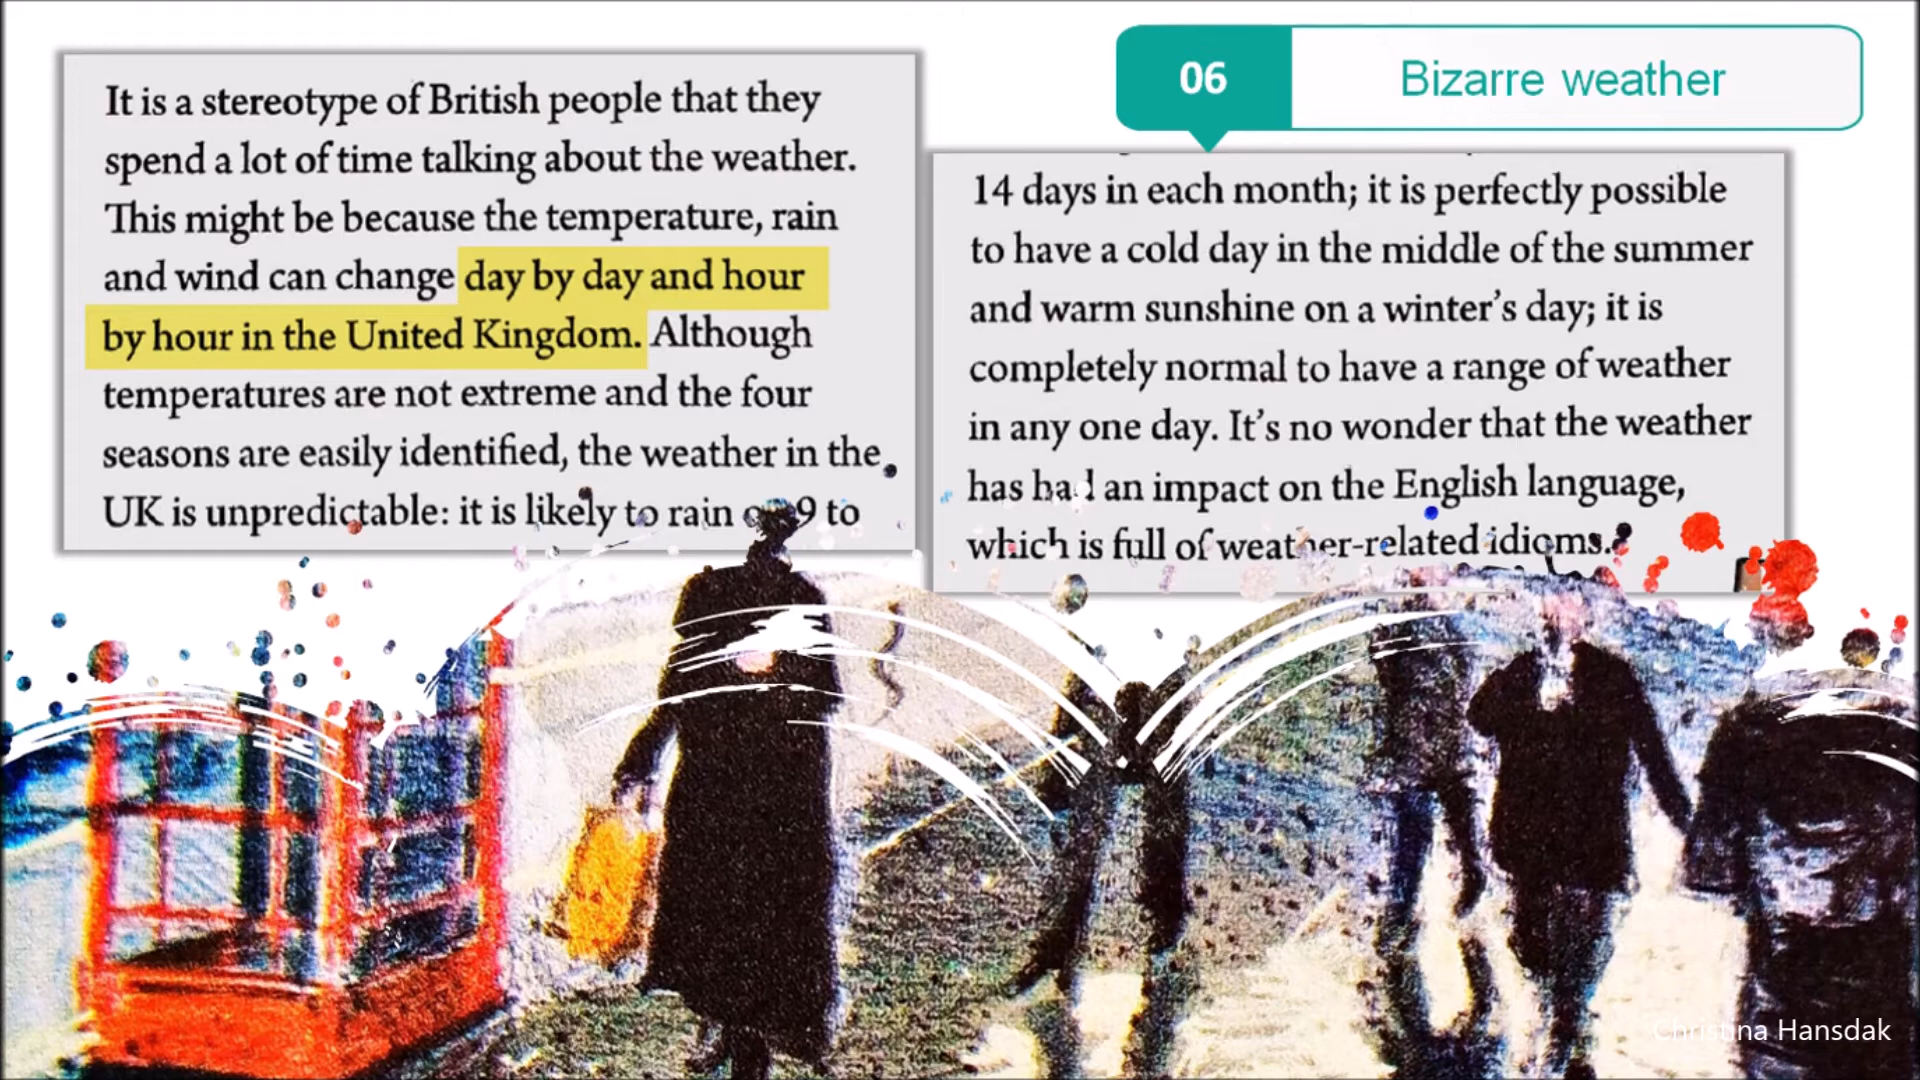 It is a stereotype of British people that they
spend a lot of time talking about the weather.
This might be because the temperature, rain
and wind can change day by day and hour
by hour in the United Kingdom. Although
temperatures are not extreme and the four
seasons are easily identified, the weather in the
UK is unpredictable: it is likely to rain on 9 to
06
Bizarre weather
14 days in each month; it is perfectly possible
to have a cold day in the middle of the summer
and warm sunshine on a winter’s day; it is
completely normal to have a range of weather
in any one day. It’s no wonder that the weather
has had an impact on the English language,
which is full of weather-related idioms.
Christina Hansdak